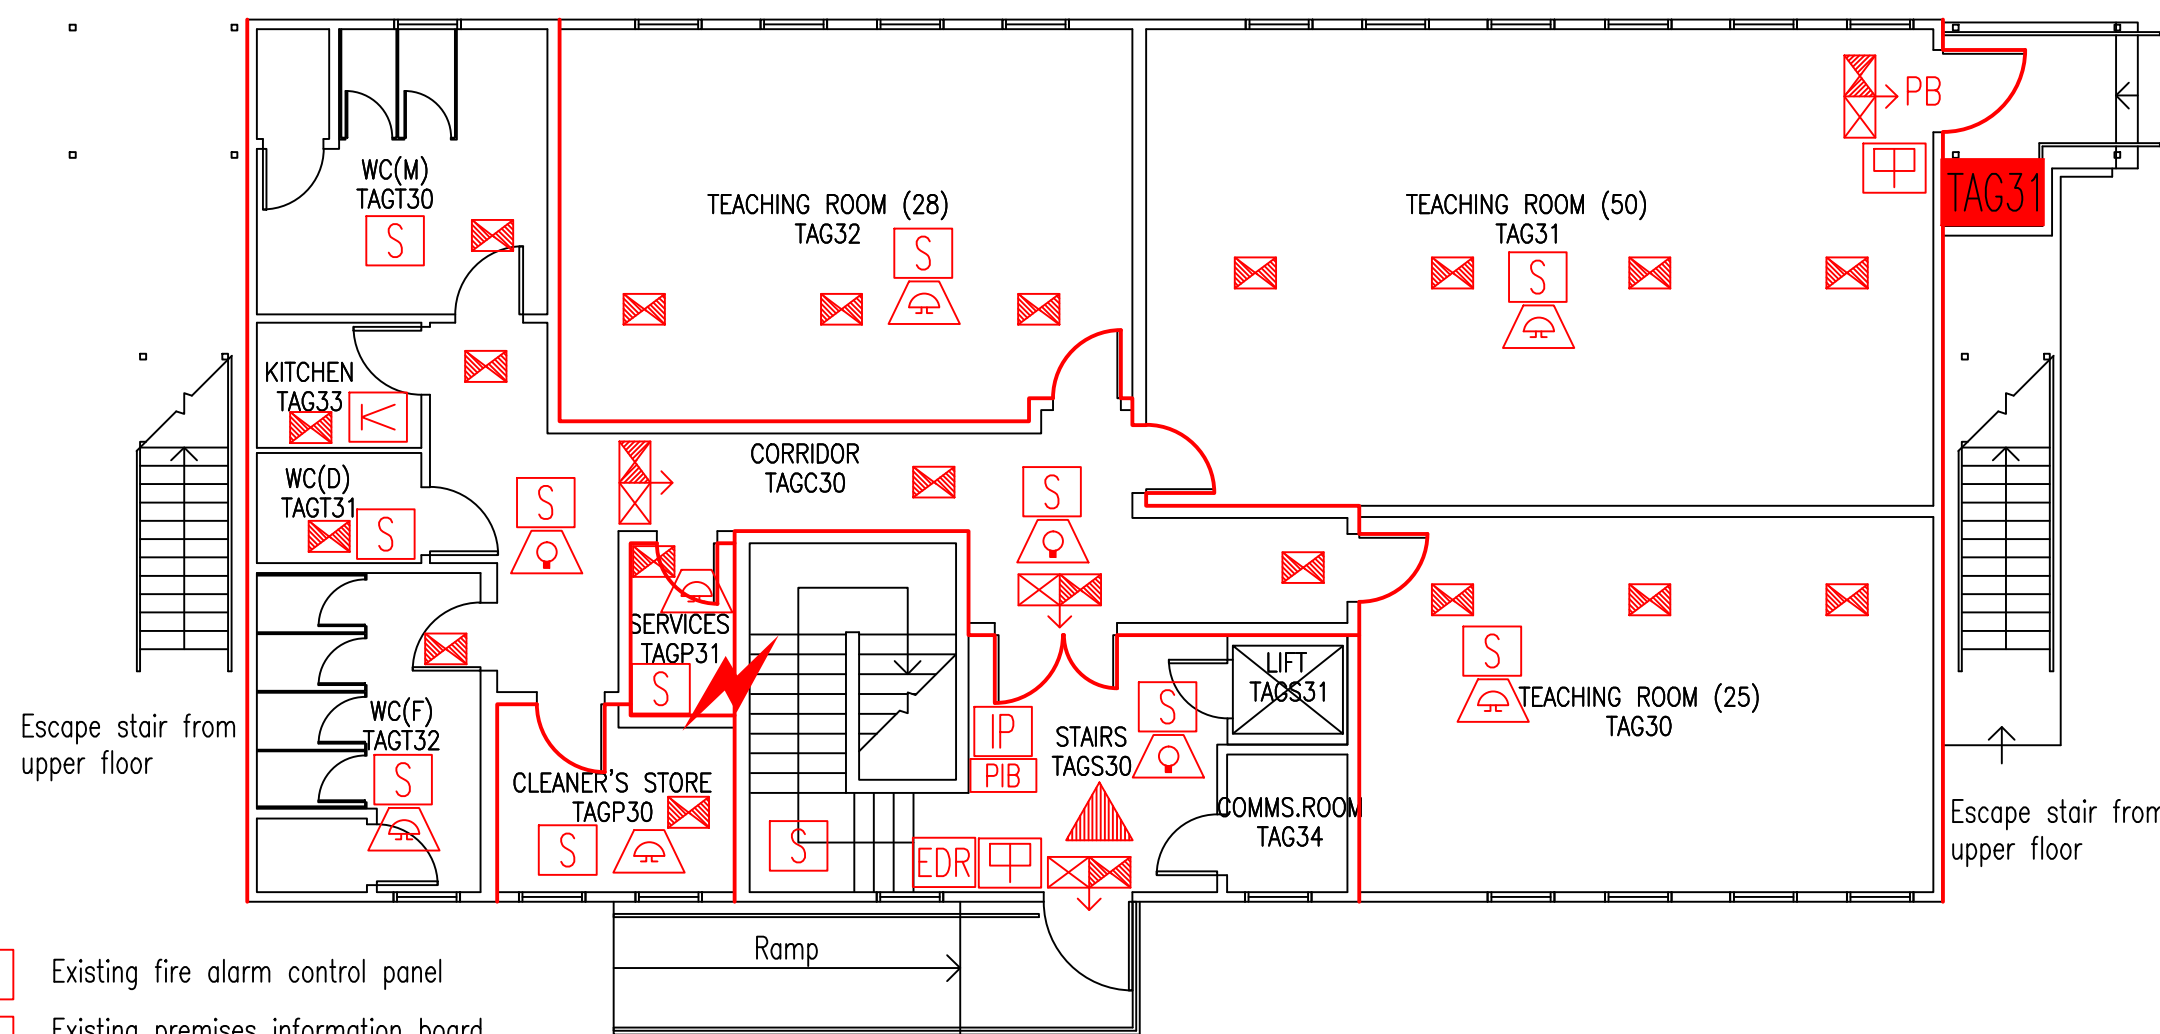 PB
WC(M)
TAGT30
S
TEACHING ROOM (28)
TAG32
S
TEACHING ROOM (50)
TAG31
S
TAG31
KITCHEN
TAG33
K
WC(D)
TAGT31
S
S
CORRIDOR
TAGC30
S
SERVICES
TAGP31
S
LIFT
TAGS31
S
S
TEACHING ROOM (25)
TAG30
Escape stair from
upper floor
WC(F)
TAGT32
S
IP
PIB
STAIRS
TAGS30
CLEANER'S STORE
TAGP30
S
S
EDR
COMMS.ROOM
TAG34
Escape stair from
upper floor
Ramp
Existing fire alarm control panel
Existing premises information board